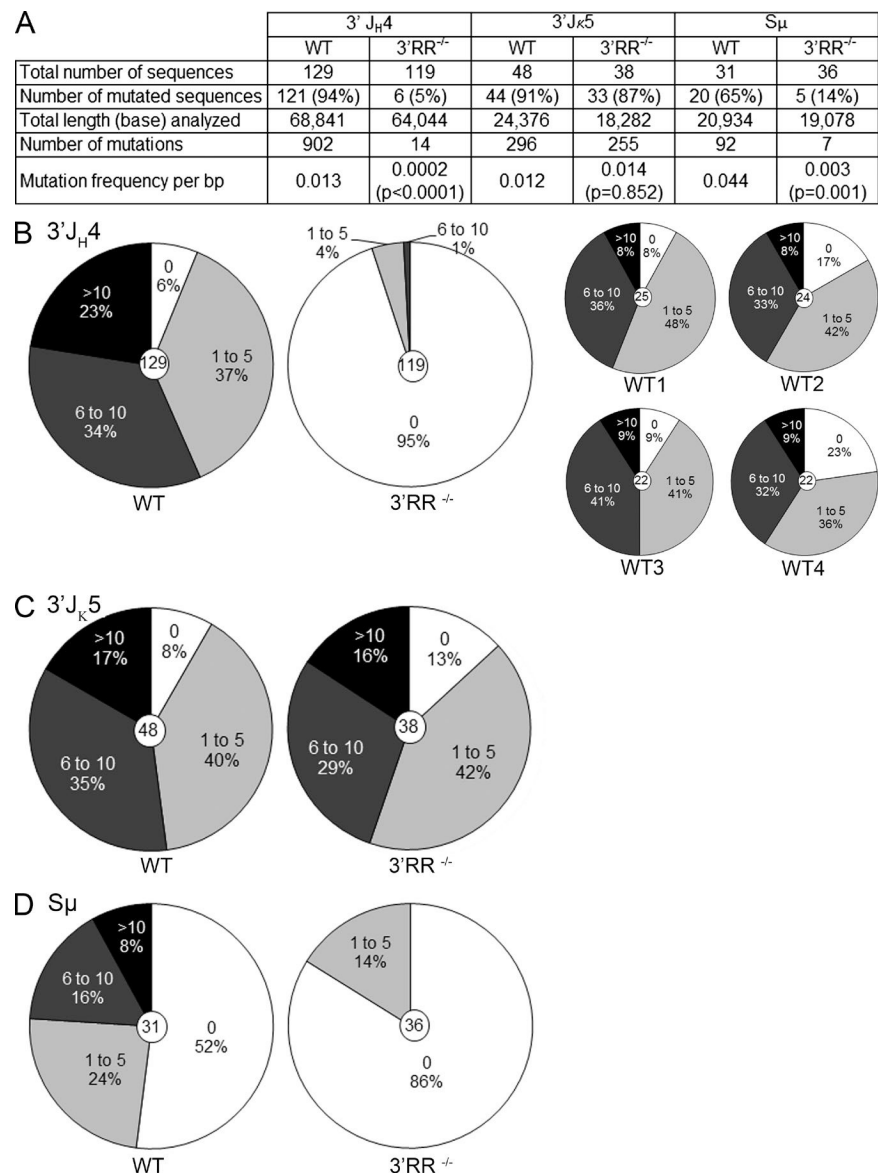 A
3' JH4 3'Jκ5 Sμ
WT 3'RR-/- WT 3'RR-/- WT 3'RR-/-
Total number of sequences 129 119 48 38 31 36
Number of mutated sequences 121 (94%) 6 (5%) 44 (91%) 33 (87%) 20 (65%) 5 (14%)
Total length (base) analyzed 68,841 64,044 24,376 18,282 20,934 19,078
Number of mutations 902 14 296 255 92 7
Mutation frequency per bp 0.013 0.0002 (p<0.0001) 0.012 0.014 (p=0.852) 0.044 0.003 (p=0.001)
B 3'JH4
0
6%
1 to 5
37%
6 to 10
34%
>10
23%
129
WT
1 to 5
4%
6 to 10
1%
119
0
95%
3'RR -/-
>10
8%
0
8%
6 to 10
36%
25
1 to 5
48%
WT1
>10
8%
0
17%
6 to 10
33%
24
1 to 5
42%
WT2
>10
9%
0
9%
6 to 10
41%
22
1 to 5
41%
WT3
>10
9%
0
23%
6 to 10
32%
22
1 to 5
36%
WT4
C 3'JK5
>10
17%
0
8%
48
6 to 10
35%
1 to 5
40%
WT
>10
16%
0
13%
38
6 to 10
29%
1 to 5
42%
3'RR -/-
D Sμ
>10
8%
6 to 10
16%
31
0
52%
1 to 5
24%
WT
1 to 5
14%
36
0
86%
3'RR -/-